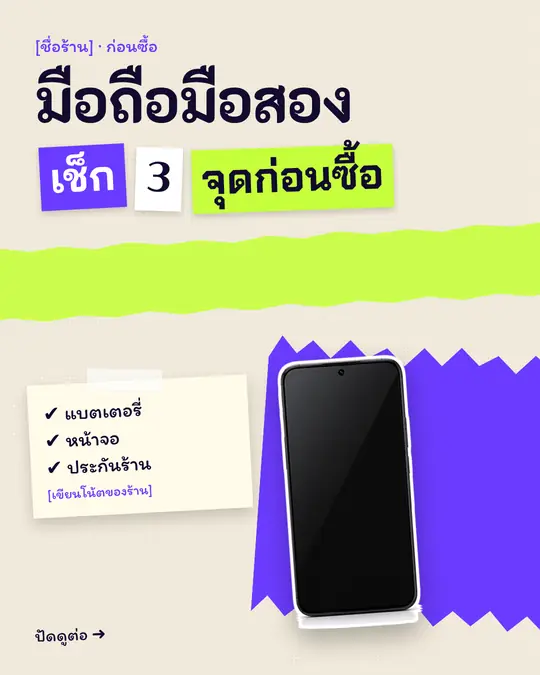 [ชื่อร้าน] · ก่อนซื้อ
มือถือมือสอง
เช็ก 3 จุดก่อนซื้อ
✔ แบตเตอรี่
✔ หน้าจอ
✔ ประกันร้าน
[เขียนโน้ตของร้าน]
ปัดดูต่อ ➜